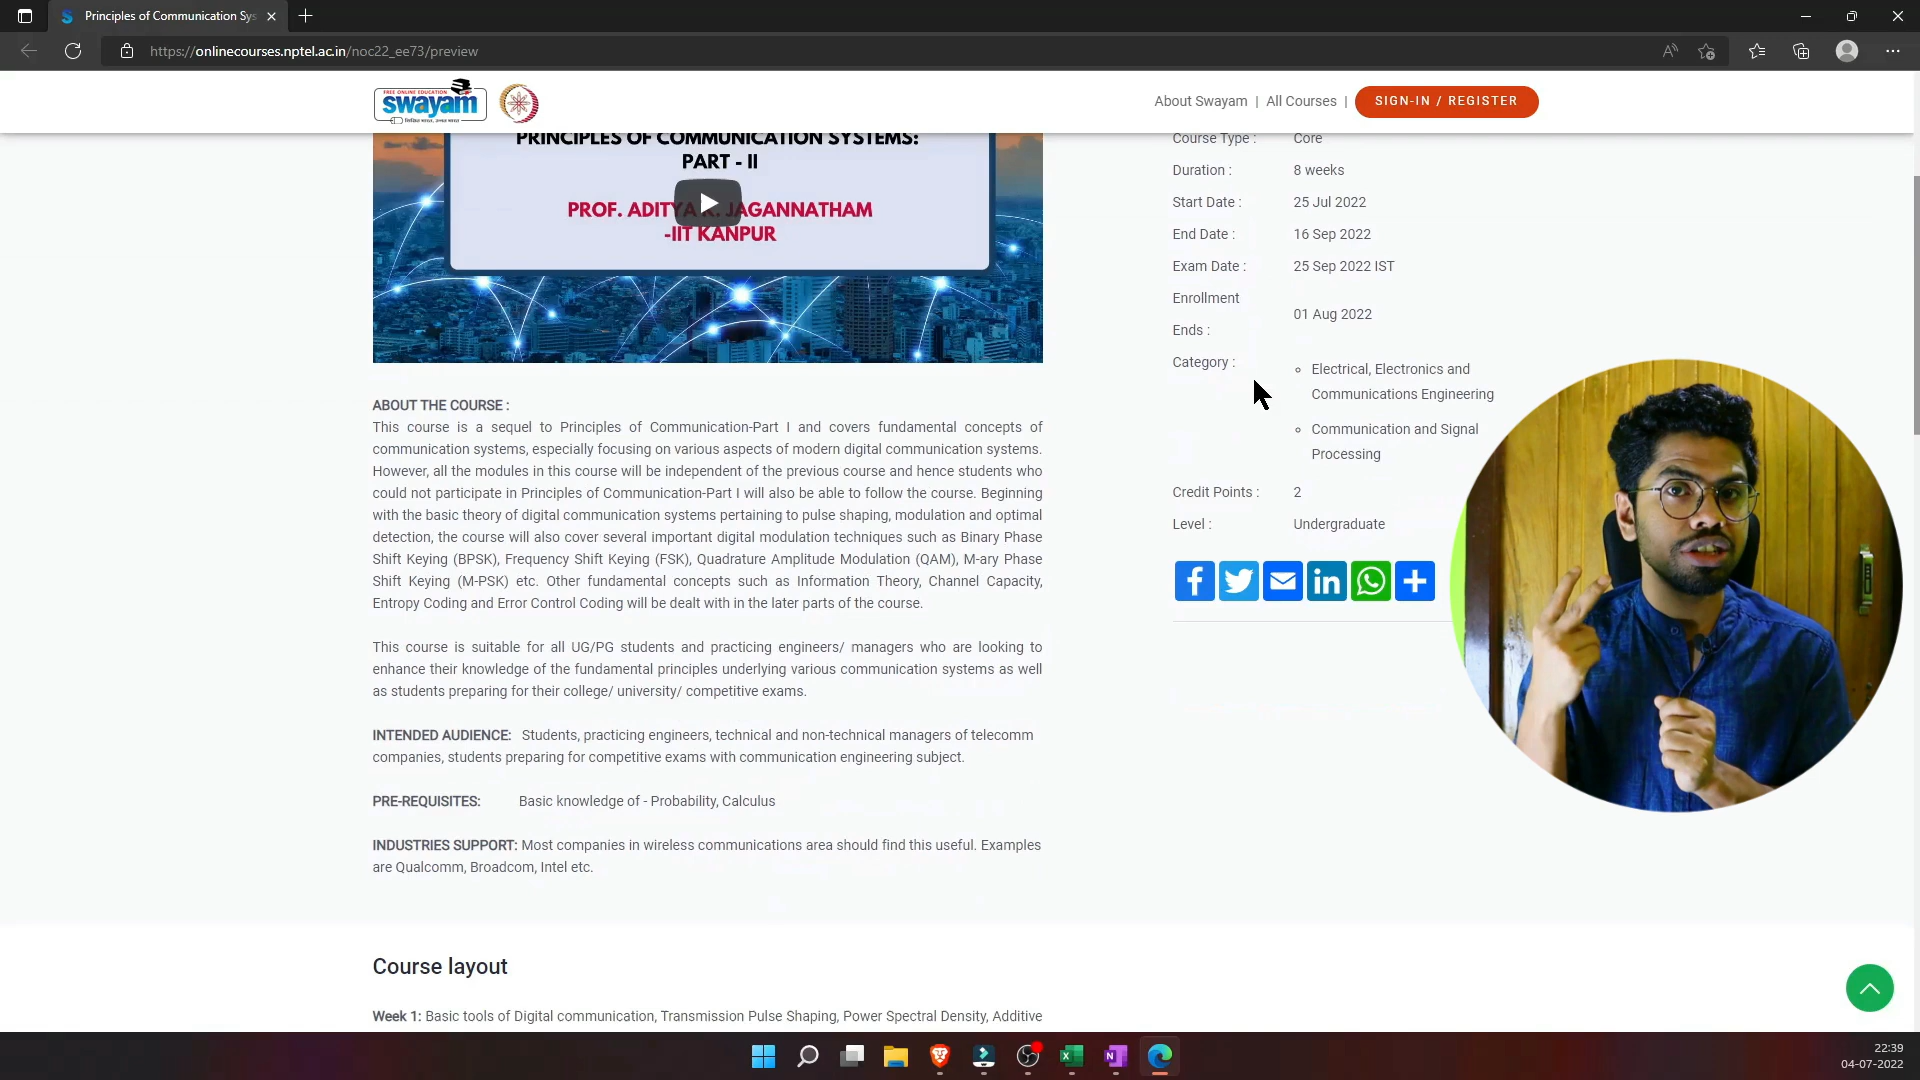 Principles of Communication Sys
https://onlinecourses.nptel.ac.in/noc22_ee73/preview
FREE ONLINE EDUCATION
swayam
शिक्षित भारत, उन्नत भारत
About Swayam | All Courses |
SIGN-IN / REGISTER
PRINCIPLES OF COMMUNICATION SYSTEMS:
PART - II
PROF. ADITYA K. JAGANNATHAM
-IIT KANPUR
Course Type : Core
Duration : 8 weeks
Start Date : 25 Jul 2022
End Date : 16 Sep 2022
Exam Date : 25 Sep 2022 IST
Enrollment
Ends :
01 Aug 2022
Category :
Electrical, Electronics and
Communications Engineering
Communication and Signal
Processing
Credit Points : 2
Level : Undergraduate
ABOUT THE COURSE :
This course is a sequel to Principles of Communication-Part I and covers fundamental concepts of
communication systems, especially focusing on various aspects of modern digital communication systems.
However, all the modules in this course will be independent of the previous course and hence students who
could not participate in Principles of Communication-Part I will also be able to follow the course. Beginning
with the basic theory of digital communication systems pertaining to pulse shaping, modulation and optimal
detection, the course will also cover several important digital modulation techniques such as Binary Phase
Shift Keying (BPSK), Frequency Shift Keying (FSK), Quadrature Amplitude Modulation (QAM), M-ary Phase
Shift Keying (M-PSK) etc. Other fundamental concepts such as Information Theory, Channel Capacity,
Entropy Coding and Error Control Coding will be dealt with in the later parts of the course.
This course is suitable for all UG/PG students and practicing engineers/ managers who are looking to
enhance their knowledge of the fundamental principles underlying various communication systems as well
as students preparing for their college/ university/ competitive exams.
INTENDED AUDIENCE: Students, practicing engineers, technical and non-technical managers of telecomm
companies, students preparing for competitive exams with communication engineering subject.
PRE-REQUISITES: Basic knowledge of - Probability, Calculus
INDUSTRIES SUPPORT: Most companies in wireless communications area should find this useful. Examples
are Qualcomm, Broadcom, Intel etc.
Course layout
Week 1: Basic tools of Digital communication, Transmission Pulse Shaping, Power Spectral Density, Additive
22:39
04-07-2022